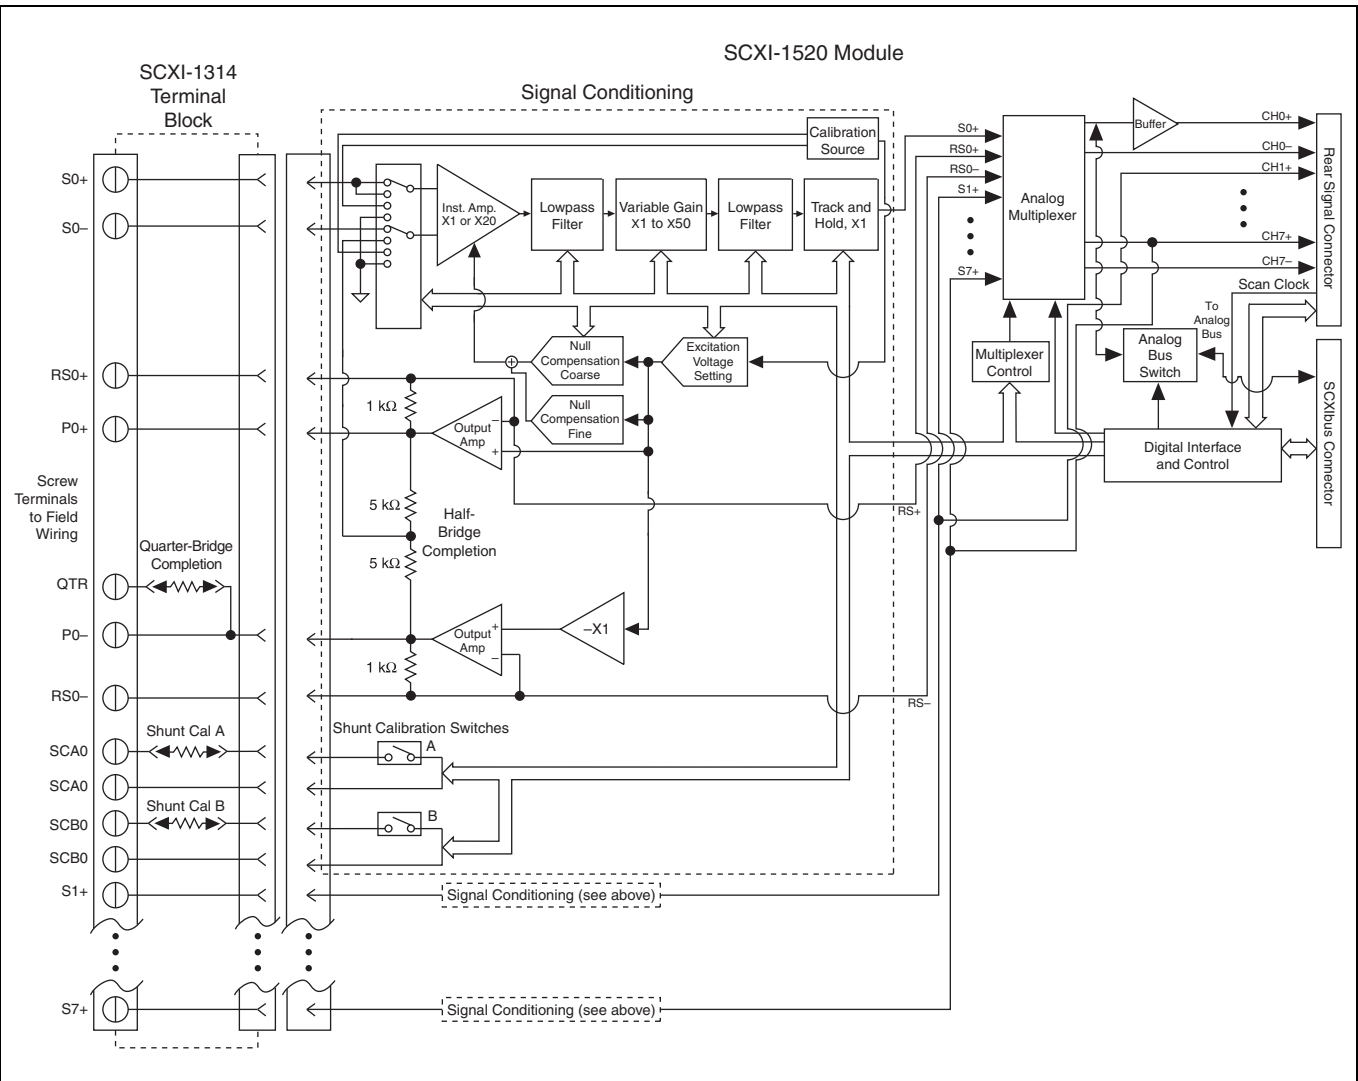 SCXI-1520 Module
SCXI-1314
Terminal
Block
Signal Conditioning
Calibration
Source
S0+
S0–
Inst. Amp.
X1 or X20
Lowpass
Filter
Variable Gain
X1 to X50
Lowpass
Filter
Track and
Hold, X1
S0+
RS0+
RS0–
S1+
S7+
Analog
Multiplexer
Buffer
CH0+
CH0–
CH1+
CH7+
CH7–
Rear Signal Connector
Scan Clock
To
Analog
Bus
Multiplexer
Control
Analog
Bus
Switch
SCXIbus Connector
Digital Interface
and Control
RS0+
P0+
Null
Compensation
Coarse
Excitation
Voltage
Setting
Null
Compensation
Fine
+
1 kΩ
Output
Amp
–
+
5 kΩ
Half-
Bridge
Completion
5 kΩ
RS+
Screw
Terminals
to Field
Wiring
Quarter-Bridge
Completion
QTR
P0–
Output
Amp
+
–
–X1
1 kΩ
RS0–
RS–
Shunt Calibration Switches
Shunt Cal A
SCA0
A
SCA0
Shunt Cal B
SCB0
B
SCB0
S1+
Signal Conditioning (see above)
S7+
Signal Conditioning (see above)